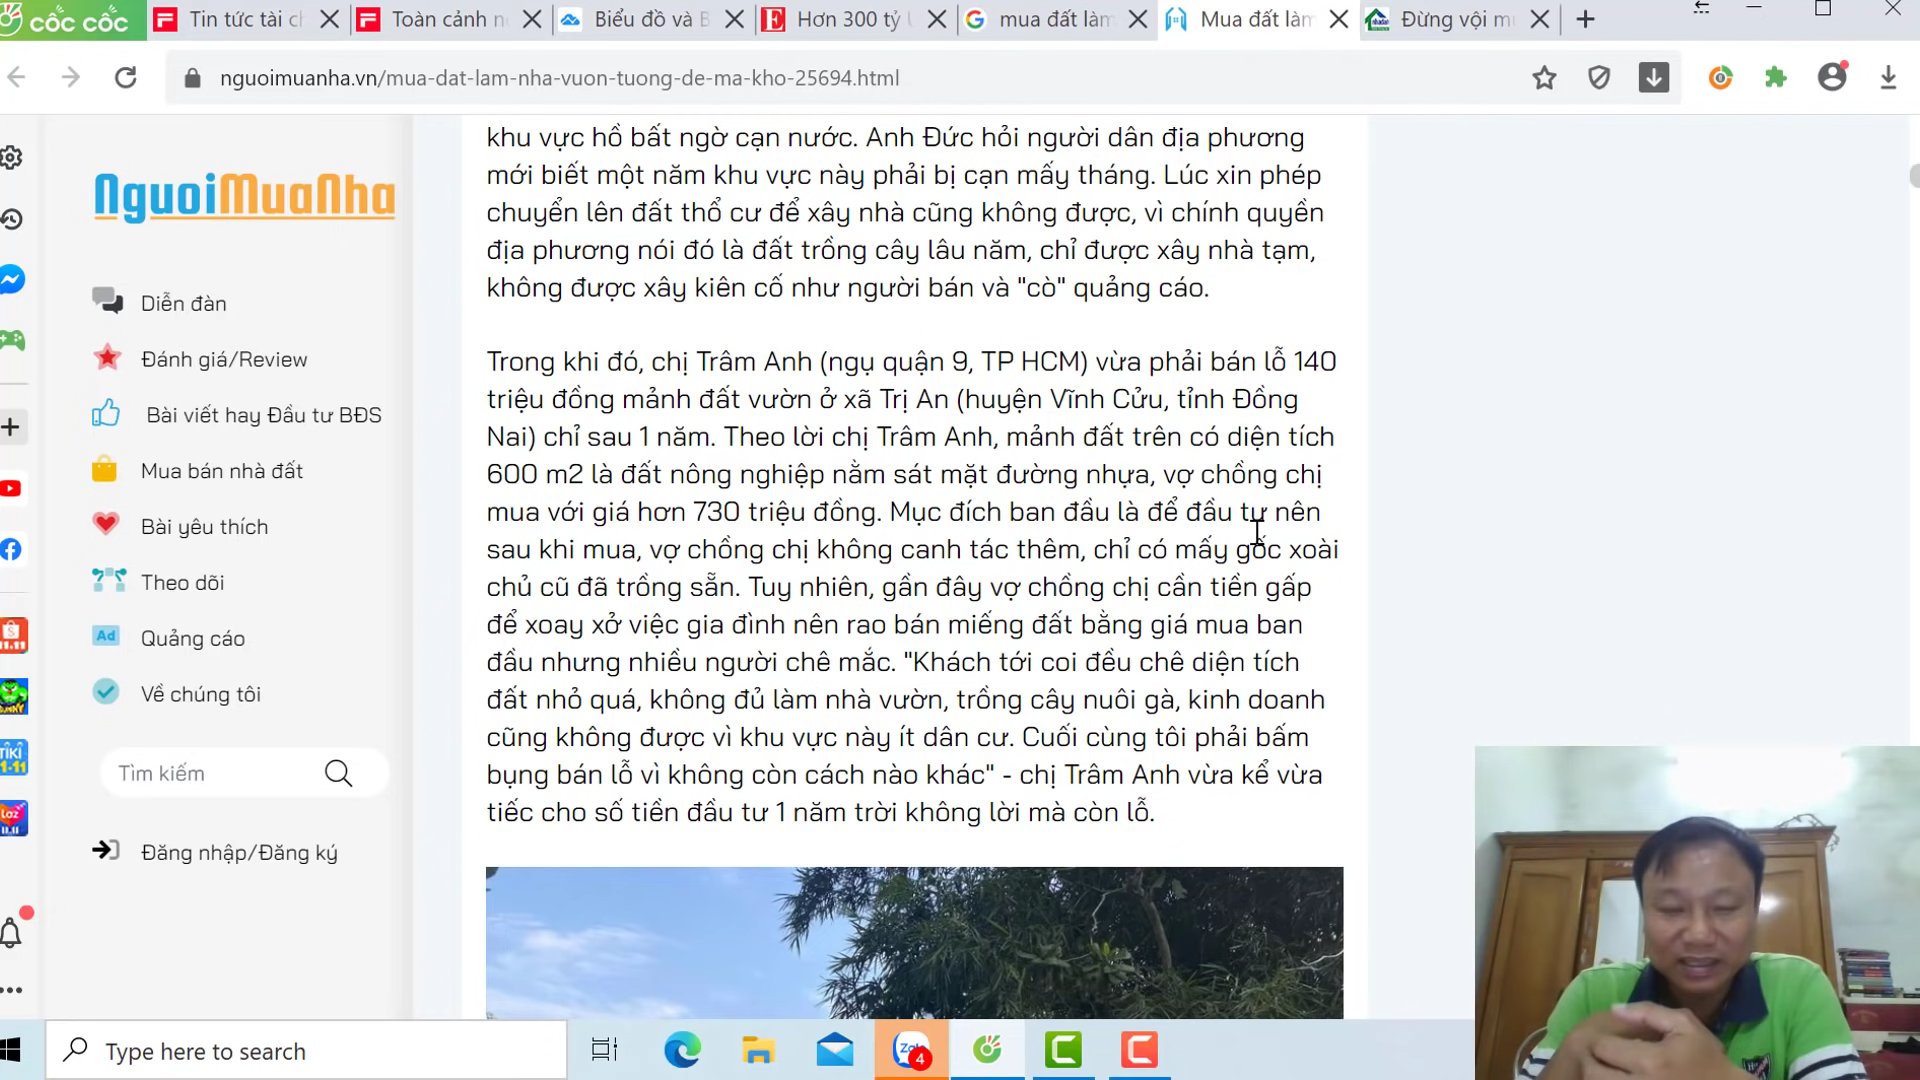 cốc cốc
Tin tức tài ch
Toàn cảnh n
Biểu đồ và B
Hơn 300 tỷ U
mua đất làm
Mua đất làm
Đừng vội mu
nguoimuanha.vn/mua-dat-lam-nha-vuon-tuong-de-ma-kho-25694.html
NguoiMuaNha
Diễn đàn
Đánh giá/Review
Bài viết hay Đầu tư BĐS
Mua bán nhà đất
Bài yêu thích
Theo dõi
Ad
Quảng cáo
Về chúng tôi
Tìm kiếm
Đăng nhập/Đăng ký
khu vực hồ bất ngờ cạn nước. Anh Đức hỏi người dân địa phương
mới biết một năm khu vực này phải bị cạn mấy tháng. Lúc xin phép
chuyển lên đất thổ cư để xây nhà cũng không được, vì chính quyền
địa phương nói đó là đất trồng cây lâu năm, chỉ được xây nhà tạm,
không được xây kiên cố như người bán và "cò" quảng cáo.
Trong khi đó, chị Trâm Anh (ngụ quận 9, TP HCM) vừa phải bán lỗ 140
triệu đồng mảnh đất vườn ở xã Trị An (huyện Vĩnh Cửu, tỉnh Đồng
Nai) chỉ sau 1 năm. Theo lời chị Trâm Anh, mảnh đất trên có diện tích
600 m2 là đất nông nghiệp nằm sát mặt đường nhựa, vợ chồng chị
mua với giá hơn 730 triệu đồng. Mục đích ban đầu là để đầu tư nên
sau khi mua, vợ chồng chị không canh tác thêm, chỉ có mấy gốc xoài
chủ cũ đã trồng sẵn. Tuy nhiên, gần đây vợ chồng chị cần tiền gấp
để xoay xở việc gia đình nên rao bán miếng đất bằng giá mua ban
đầu nhưng nhiều người chê mắc. "Khách tới coi đều chê diện tích
đất nhỏ quá, không đủ làm nhà vườn, trồng cây nuôi gà, kinh doanh
cũng không được vì khu vực này ít dân cư. Cuối cùng tôi phải bấm
bụng bán lỗ vì không còn cách nào khác" - chị Trâm Anh vừa kể vừa
tiếc cho số tiền đầu tư 1 năm trời không lời mà còn lỗ.
Type here to search
Zalo
4